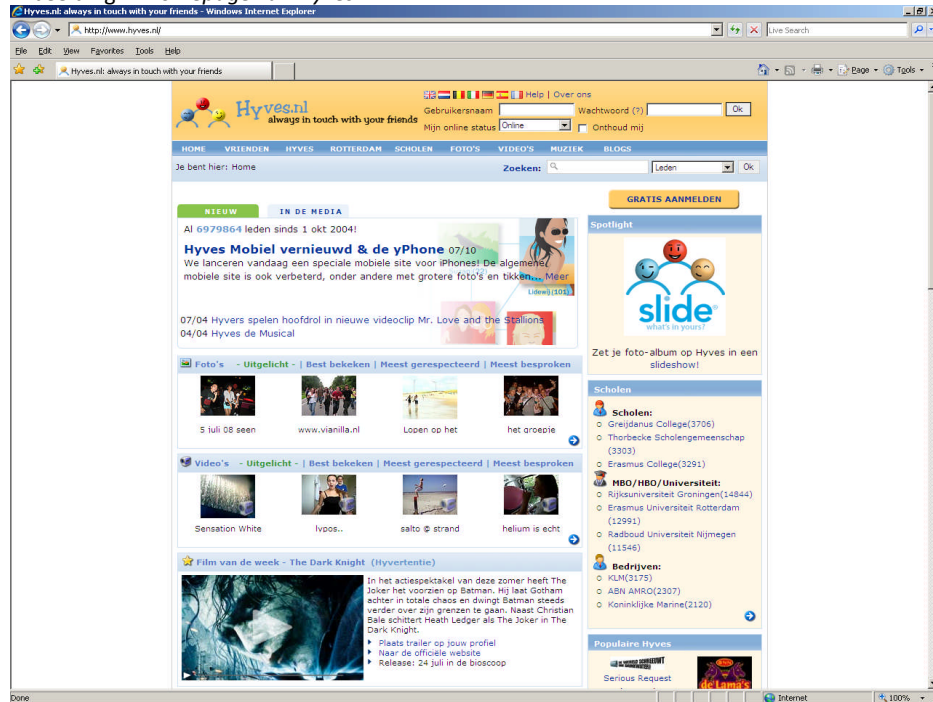 Hyves.nl: always in touch with your friends - Windows Internet Explorer
http://www.hyves.nl/
Live Search
File Edit View Favorites Tools Help
Hyves.nl: always in touch with your friends
Page Tools
Help | Over ons
Hyves.nl
always in touch with your friends
Gebruikersnaam Wachtwoord (?) Ok
Mijn online status Online Onthoud mij
HOME VRIENDEN HYVES ROTTERDAM SCHOLEN FOTO'S VIDEO'S MUZIEK BLOGS
Je bent hier: Home Zoeken: Leden Ok
NIEUW IN DE MEDIA
Al 6979864 leden sinds 1 okt 2004!
Hyves Mobiel vernieuwd & de yPhone 07/10
We lanceren vandaag een speciale mobiele site voor iPhones! De algemene
mobiele site is ook verbeterd, onder andere met grotere foto's en tikken... Meer
Lidewij(101)
07/04 Hyvers spelen hoofdrol in nieuwe videoclip Mr. Love and the Stallions
04/04 Hyves de Musical
Foto's - Uitgelicht - | Best bekeken | Meest gerespecteerd | Meest besproken
5 juli 08 seen www.vianilla.nl Lopen op het het groepje
Video's - Uitgelicht - | Best bekeken | Meest gerespecteerd | Meest besproken
Sensation White lypos.. salto @ strand helium is echt
Film van de week - The Dark Knight (Hyvertentie)
In het actiespektakel van deze zomer heeft The
Joker het voorzien op Batman. Hij laat Gotham
achter in totale chaos en dwingt Batman steeds
verder over zijn grenzen te gaan. Naast Christian
Bale schittert Heath Ledger als The Joker in The
Dark Knight.
Plaats trailer op jouw profiel
Naar de officiële website
Release: 24 juli in de bioscoop
GRATIS AANMELDEN
Spotlight
slide
what's in yours?
Zet je foto-album op Hyves in een
slideshow!
Scholen
Scholen:
Greijdanus College(3706)
Thorbecke Scholengemeenschap
(3303)
Erasmus College(3291)
MBO/HBO/Universiteit:
Rijksuniversiteit Groningen(14844)
Erasmus Universiteit Rotterdam
(12991)
Radboud Universiteit Nijmegen
(11546)
Bedrijven:
KLM(3175)
ABN AMRO(2307)
Koninklijke Marine(2120)
Populaire Hyves
Serious Request
de Lama's
Done Internet 100%